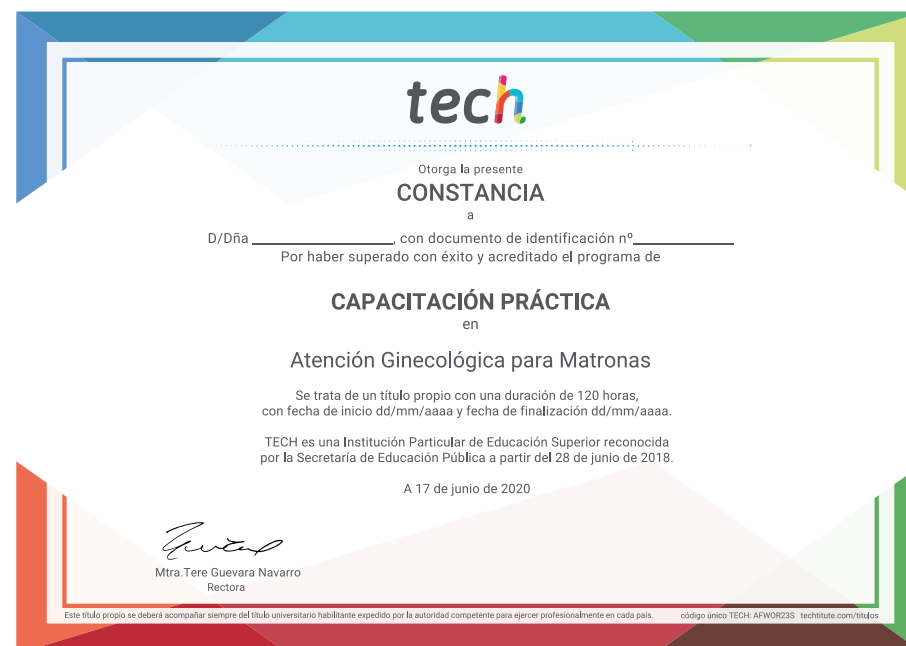 tech
Otorga la presente
CONSTANCIA
a
D/Dña ________________, con documento de identificación nº____________
Por haber superado con éxito y acreditado el programa de
CAPACITACIÓN PRÁCTICA
en
Atención Ginecológica para Matronas
Se trata de un título propio con una duración de 120 horas,
con fecha de inicio dd/mm/aaaa y fecha de finalización dd/mm/aaaa.
TECH es una Institución Particular de Educación Superior reconocida
por la Secretaría de Educación Pública a partir del 28 de junio de 2018.
A 17 de junio de 2020
Mtra.Tere Guevara Navarro
Rectora
Este título propio se deberá acompañar siempre del título universitario habilitante expedido por la autoridad competente para ejercer profesionalmente en cada país. código único TECH: AFWOR23S techtitute.com/titulos